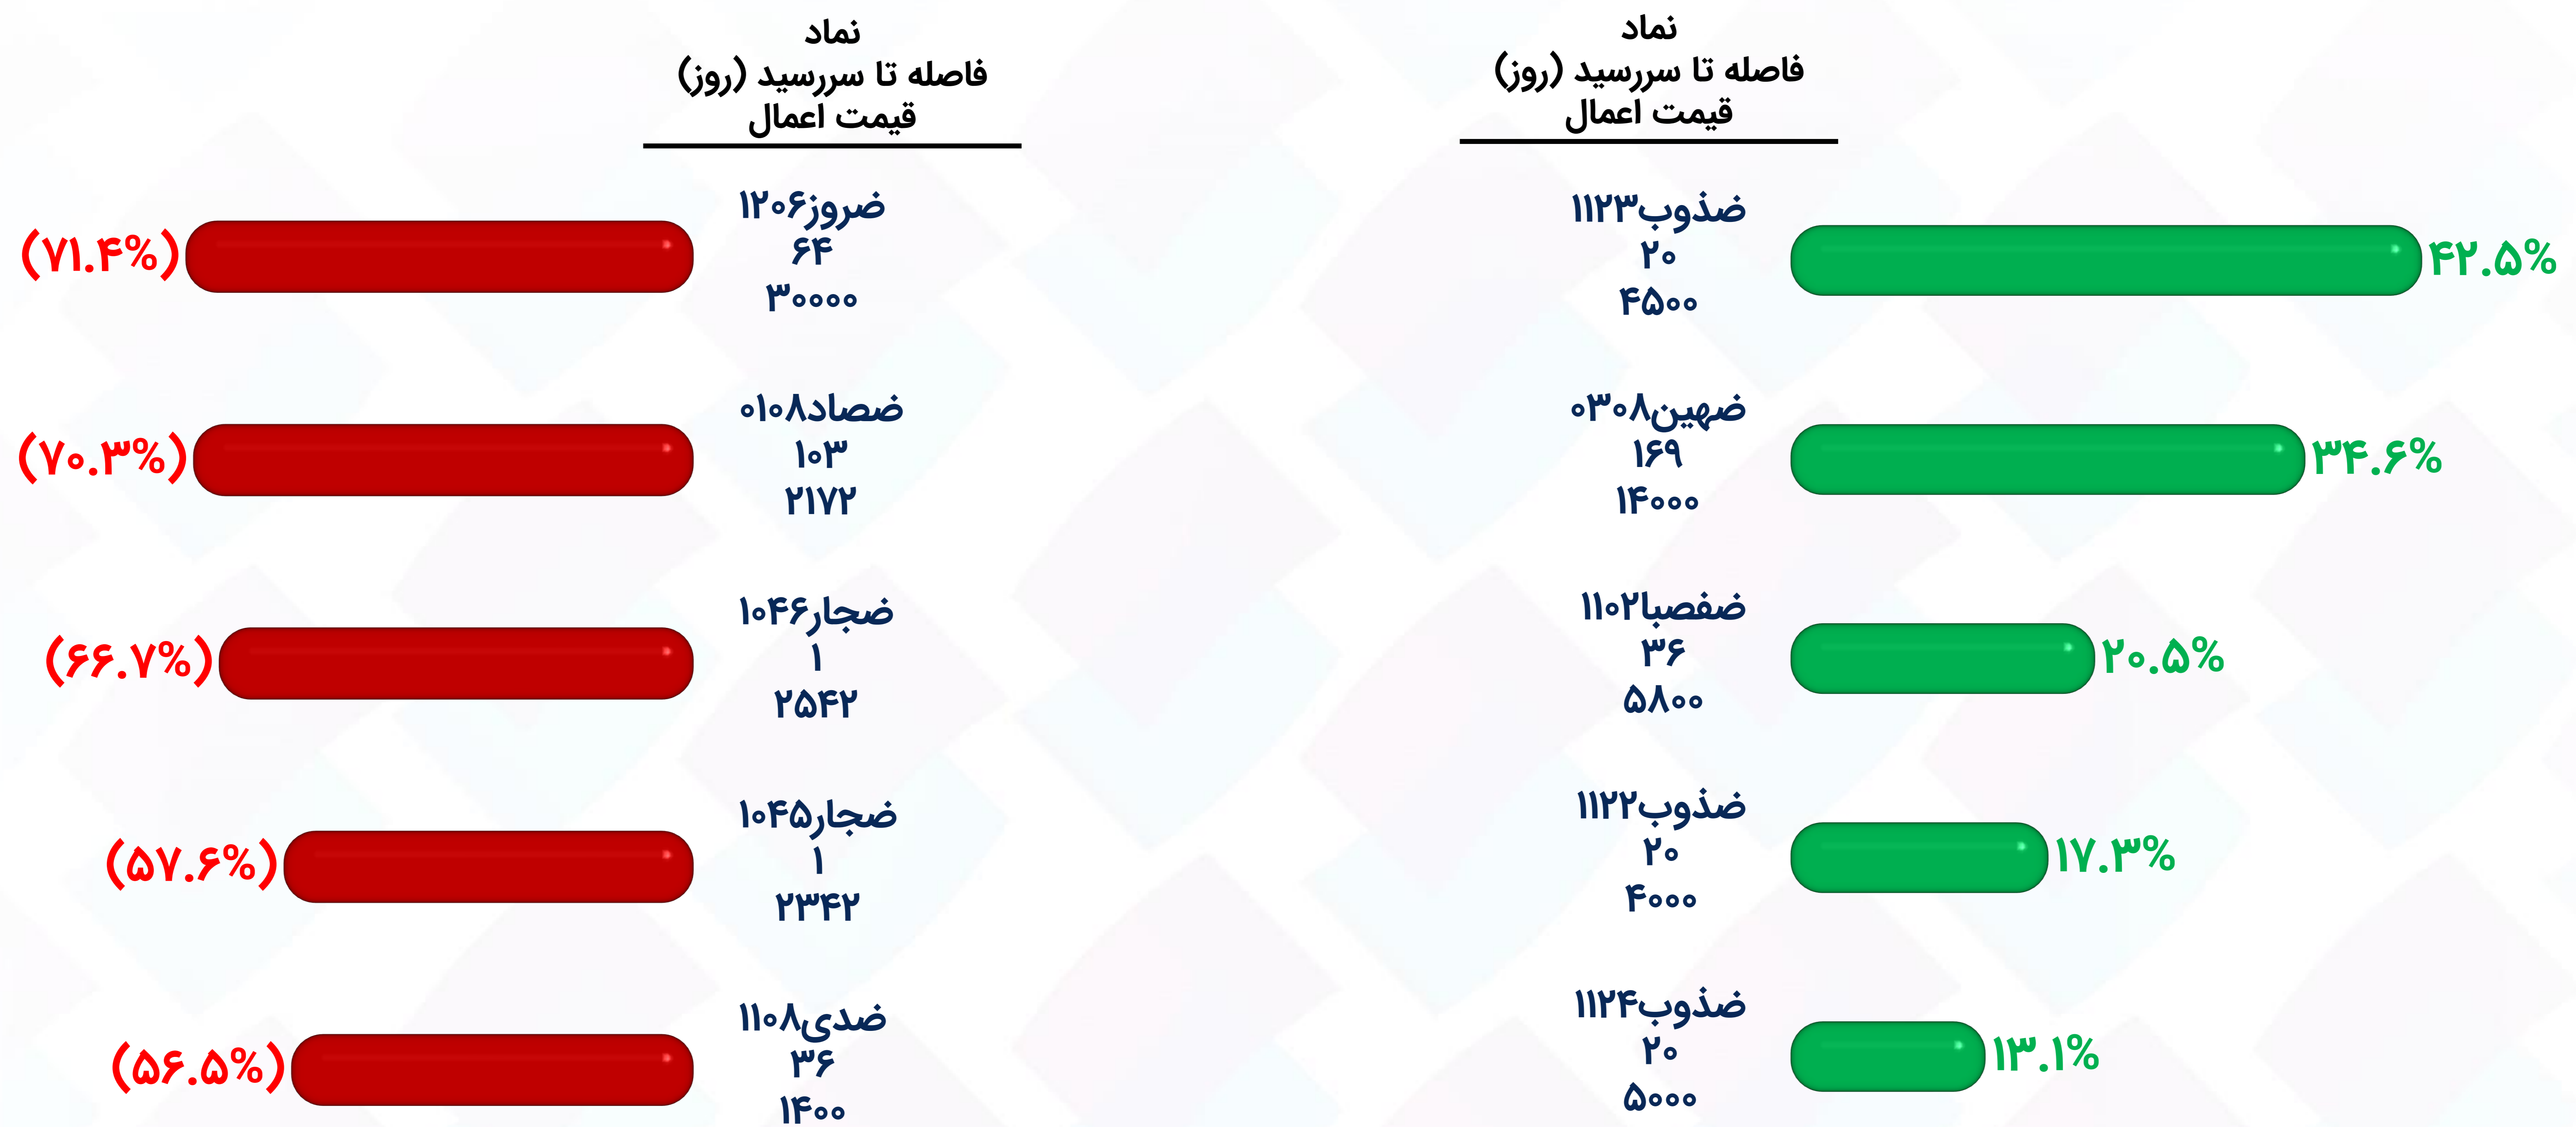 نماد
فاصله تا سررسید (روز)
قیمت اعمال
ضذوب۱۱۲۳
۲۰
۴۵۰۰
۴۲.۵%
ضهین۰۳۰۸
۱۶۹
۱۴۰۰۰
۳۴.۶%
ضفصبا۱۱۰۲
۳۶
۵۸۰۰
۲۰.۵%
ضذوب۱۱۲۲
۲۰
۴۰۰۰
۱۷.۳%
ضذوب۱۱۲۴
۲۰
۵۰۰۰
۱۳.۱%
نماد
فاصله تا سررسید (روز)
قیمت اعمال
ضروز۱۲۰۶
۶۴
۳۰۰۰۰
(۷۱.۴%)
ضصاد۰۱۰۸
۱۰۳
۲۱۷۲
(۷۰.۳%)
ضجار۱۰۴۶
۱
۲۵۴۲
(۶۶.۷%)
ضجار۱۰۴۵
۱
۲۳۴۲
(۵۷.۶%)
ضدی۱۱۰۸
۳۶
۱۴۰۰
(۵۶.۵%)